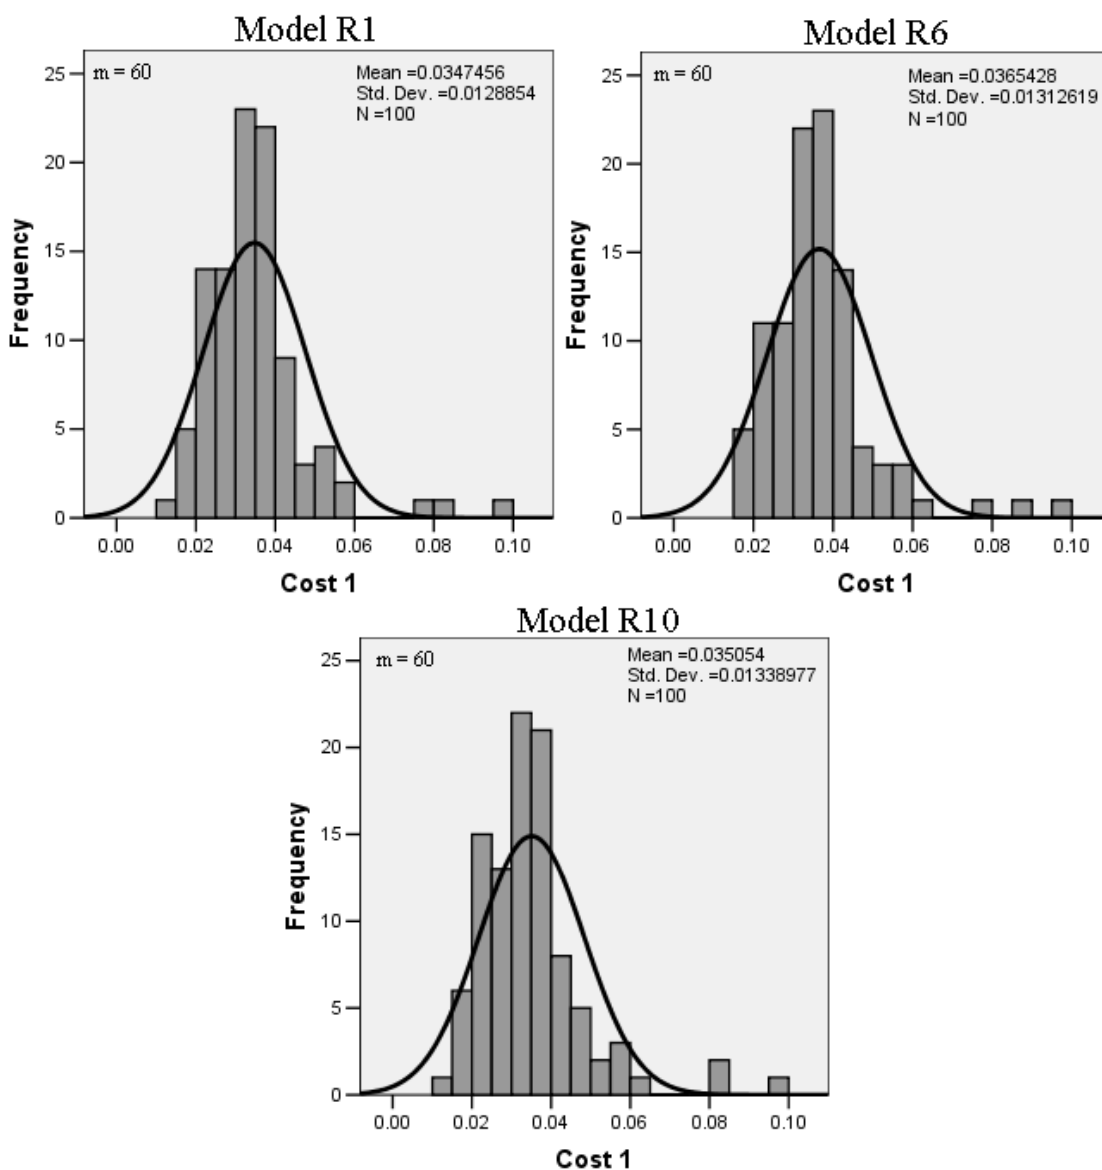 Model R1
m = 60
Mean =0.0347456
Std. Dev. =0.0128854
N =100
25
20
15
10
5
0
Frequency
0.00 0.02 0.04 0.06 0.08 0.10
Cost 1
Model R6
m = 60
Mean =0.0365428
Std. Dev. =0.01312619
N =100
25
20
15
10
5
0
Frequency
0.00 0.02 0.04 0.06 0.08 0.10
Cost 1
Model R10
m = 60
Mean =0.035054
Std. Dev. =0.01338977
N =100
25
20
15
10
5
0
Frequency
0.00 0.02 0.04 0.06 0.08 0.10
Cost 1